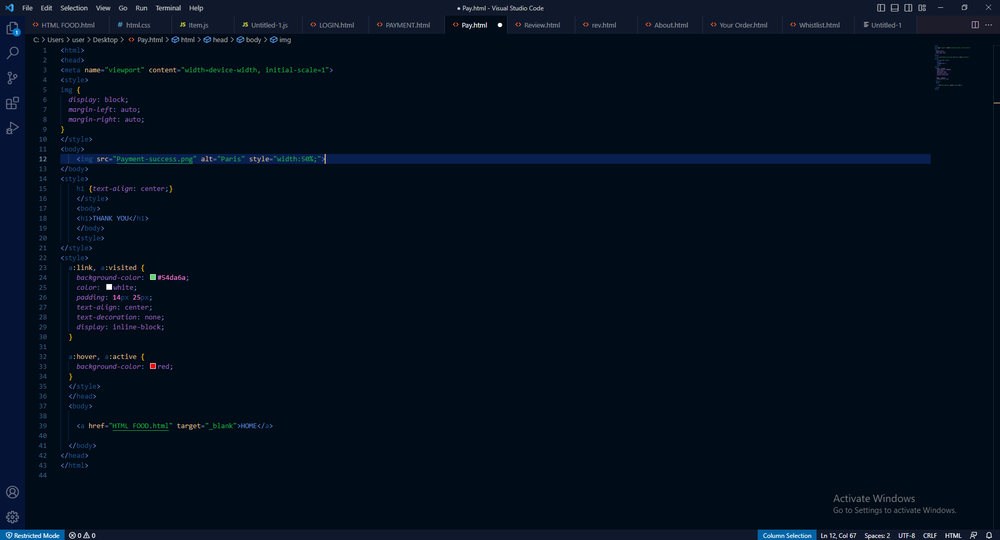 File Edit Selection View Go Run Terminal Help
● Pay.html - Visual Studio Code
HTML FOOD.html
# html.css
JS Item.js
JS Untitled-1.js
LOGIN.html
PAYMENT.html
Pay.html
Review.html
rev.html
About.html
Your Order.html
Whistlist.html
Untitled-1
1
C: > Users > user > Desktop > Pay.html > html > head > body > img
1 <html>
2 <head>
3 <meta name="viewport" content="width=device-width, initial-scale=1">
4 <style>
5 img {
6   display: block;
7   margin-left: auto;
8   margin-right: auto;
9 }
10 </style>
11 <body>
12     <img src="Payment-success.png" alt="Paris" style="width:50%;">
13 </body>
14 <style>
15     h1 {text-align: center;}
16     </style>
17     <body>
18     <h1>THANK YOU</h1>
19     </body>
20     <style>
21 </style>
22 <style>
23   a:link, a:visited {
24     background-color: #54da6a;
25     color: white;
26     padding: 14px 25px;
27     text-align: center;
28     text-decoration: none;
29     display: inline-block;
30   }
31
32   a:hover, a:active {
33     background-color: red;
34   }
35   </style>
36   </head>
37   <body>
38
39     <a href="HTML FOOD.html" target="_blank">HOME</a>
40
41   </body>
42 </head>
43 </html>
44
Activate Windows
Go to Settings to activate Windows.
Restricted Mode 0 0
Column Selection Ln 12, Col 67 Spaces: 2 UTF-8 CRLF HTML